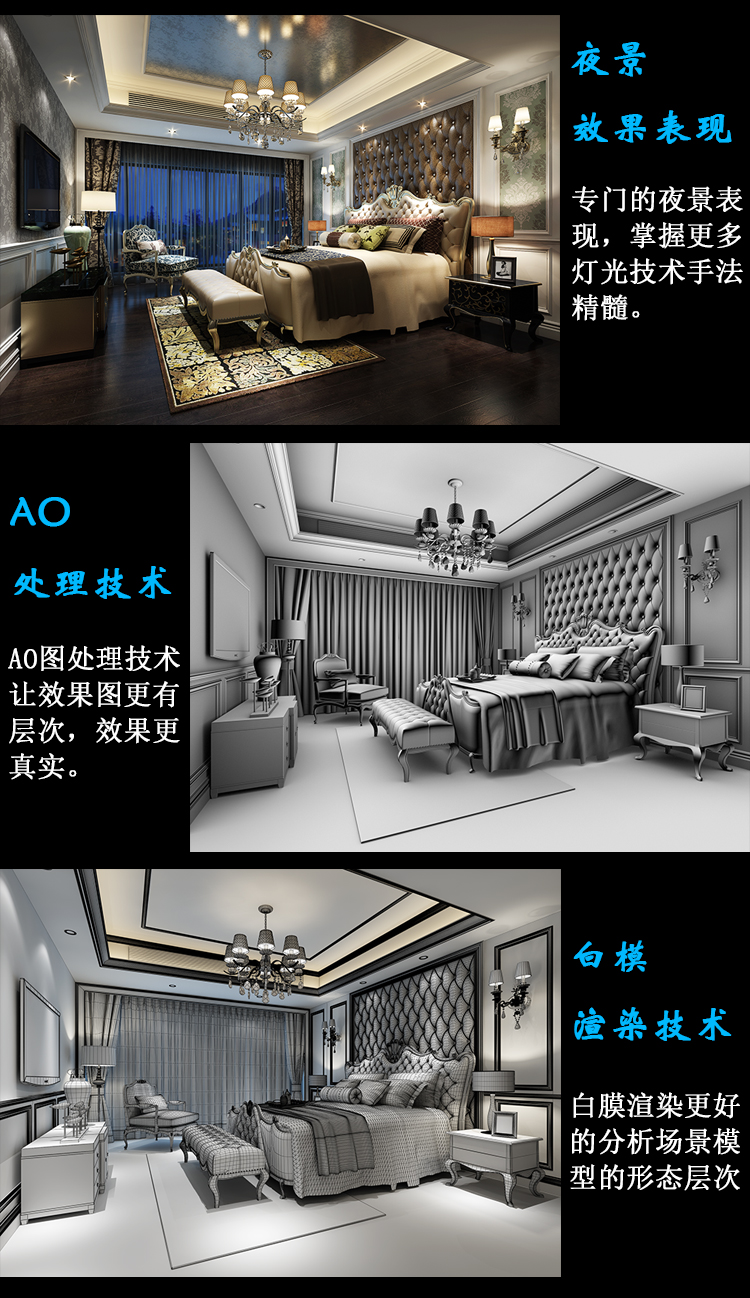 夜景
效果表现
专门的夜景表
现，掌握更多
灯光技术手法
精髓。
AO
处理技术
AO图处理技术
让效果图更有
层次，效果更
真实。
白模
渲染技术
白膜渲染更好
的分析场景模
型的形态层次